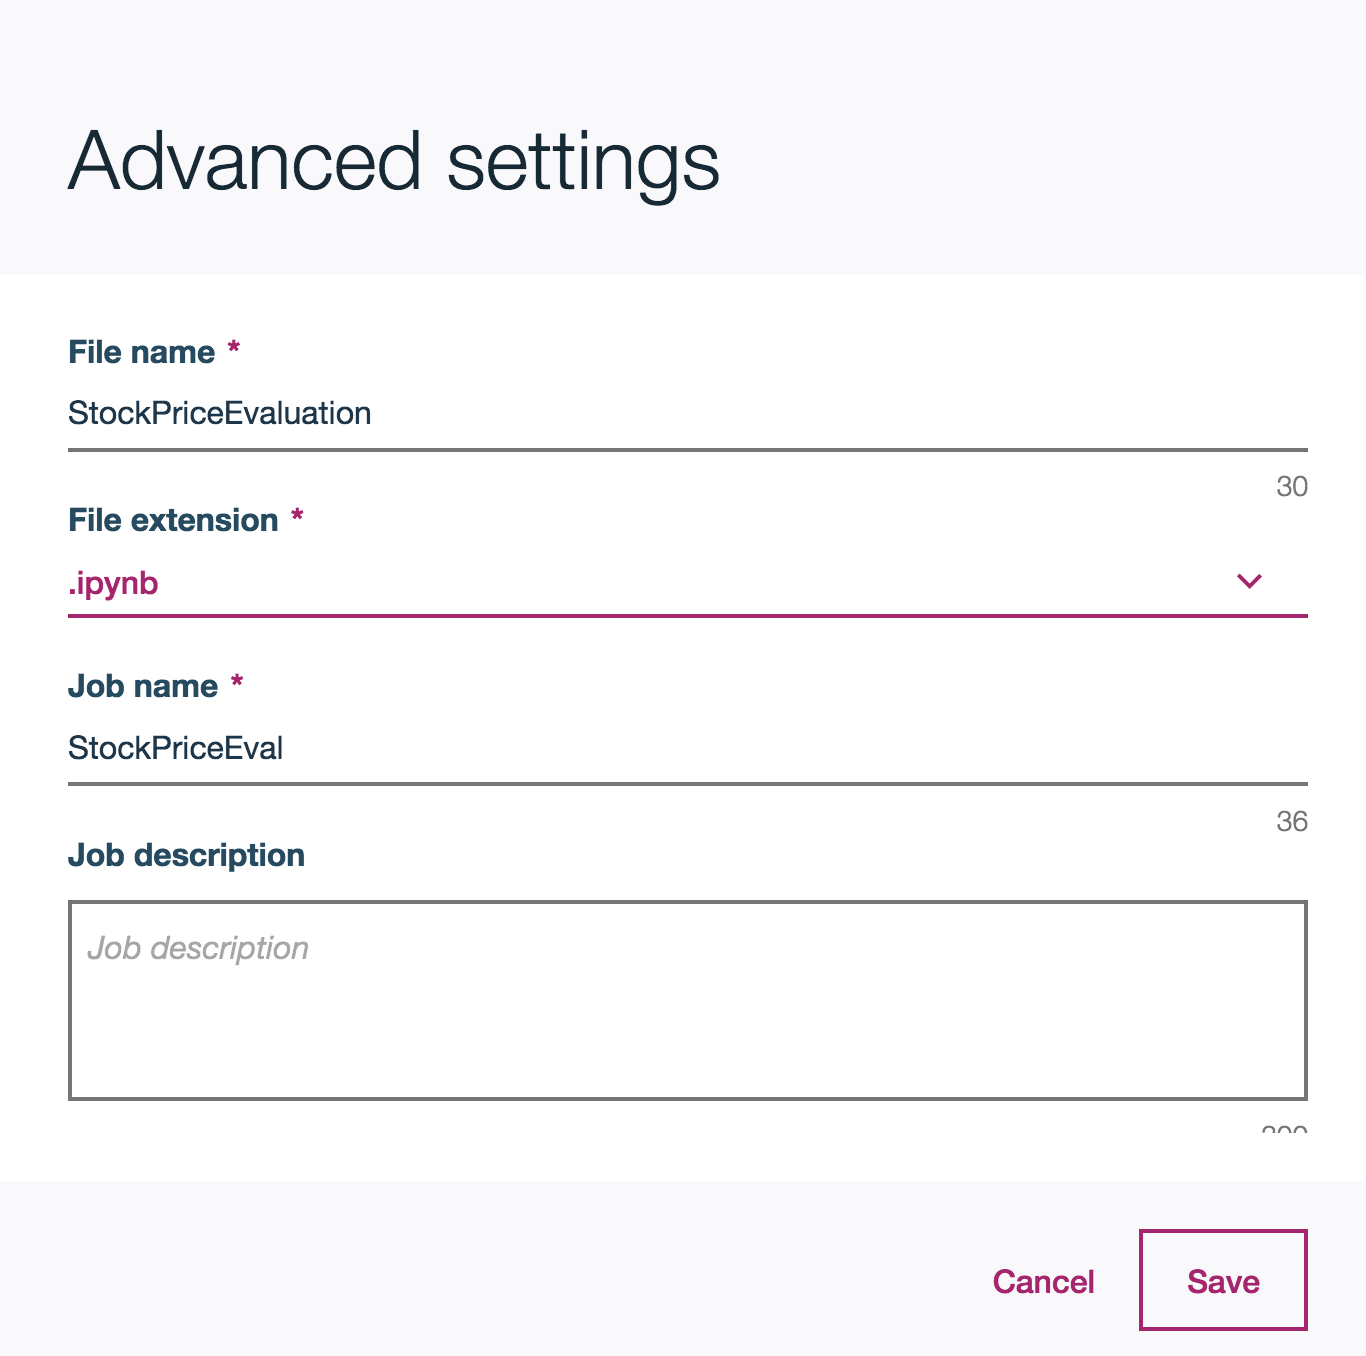 Advanced settings
File name *
StockPriceEvaluation
30
File extension *
.ipynb
Job name *
StockPriceEval
36
Job description
Job description
Cancel
Save